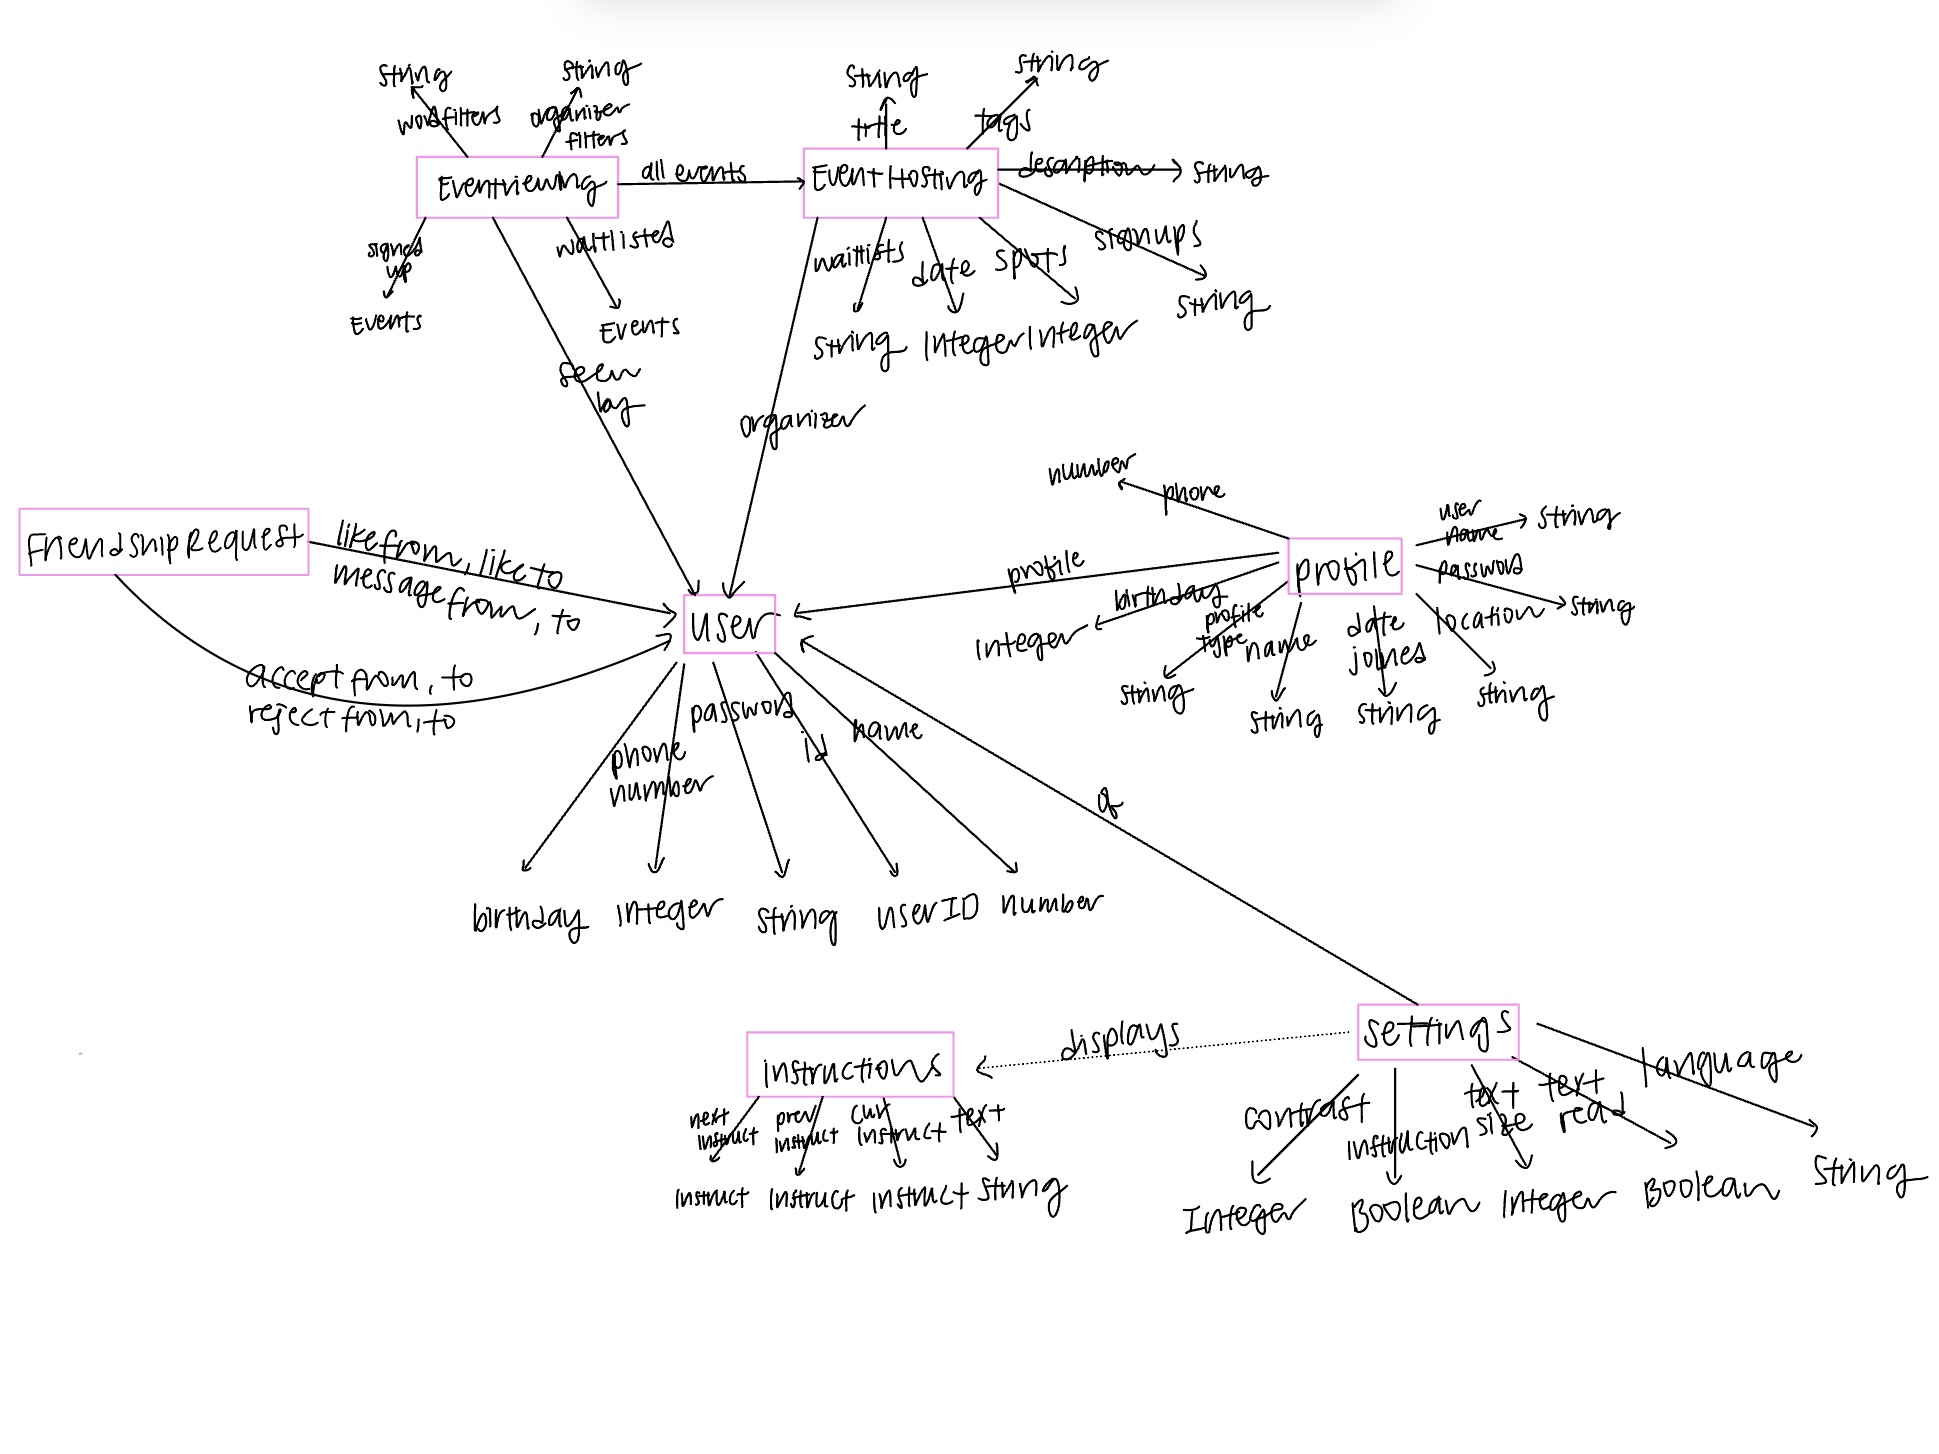 string
string
string
string
wordfilters
organizer
filters
title
tags
Eventviewing
all events
EventHosting
description
string
signed
up
waitlisted
waitlists
date
spots
signups
Events
Events
string
Integer
Integer
string
seen
by
organizer
number
phone
user
name
string
FriendshipRequest
likefrom, like to
message from, to
profile
profile
password
string
user
birthday
Integer
profile
type
name
date
joined
location
string
string
string
string
accept from, to
reject from, to
phone
number
password
id
name
of
birthday
integer
string
userID
number
settings
displays
instructions
language
contrast
instruction
text
size
text
read
next
instruct
prev
instruct
curr
instruct
text
instruct
instruct
instruct
string
Integer
Boolean
Integer
Boolean
String